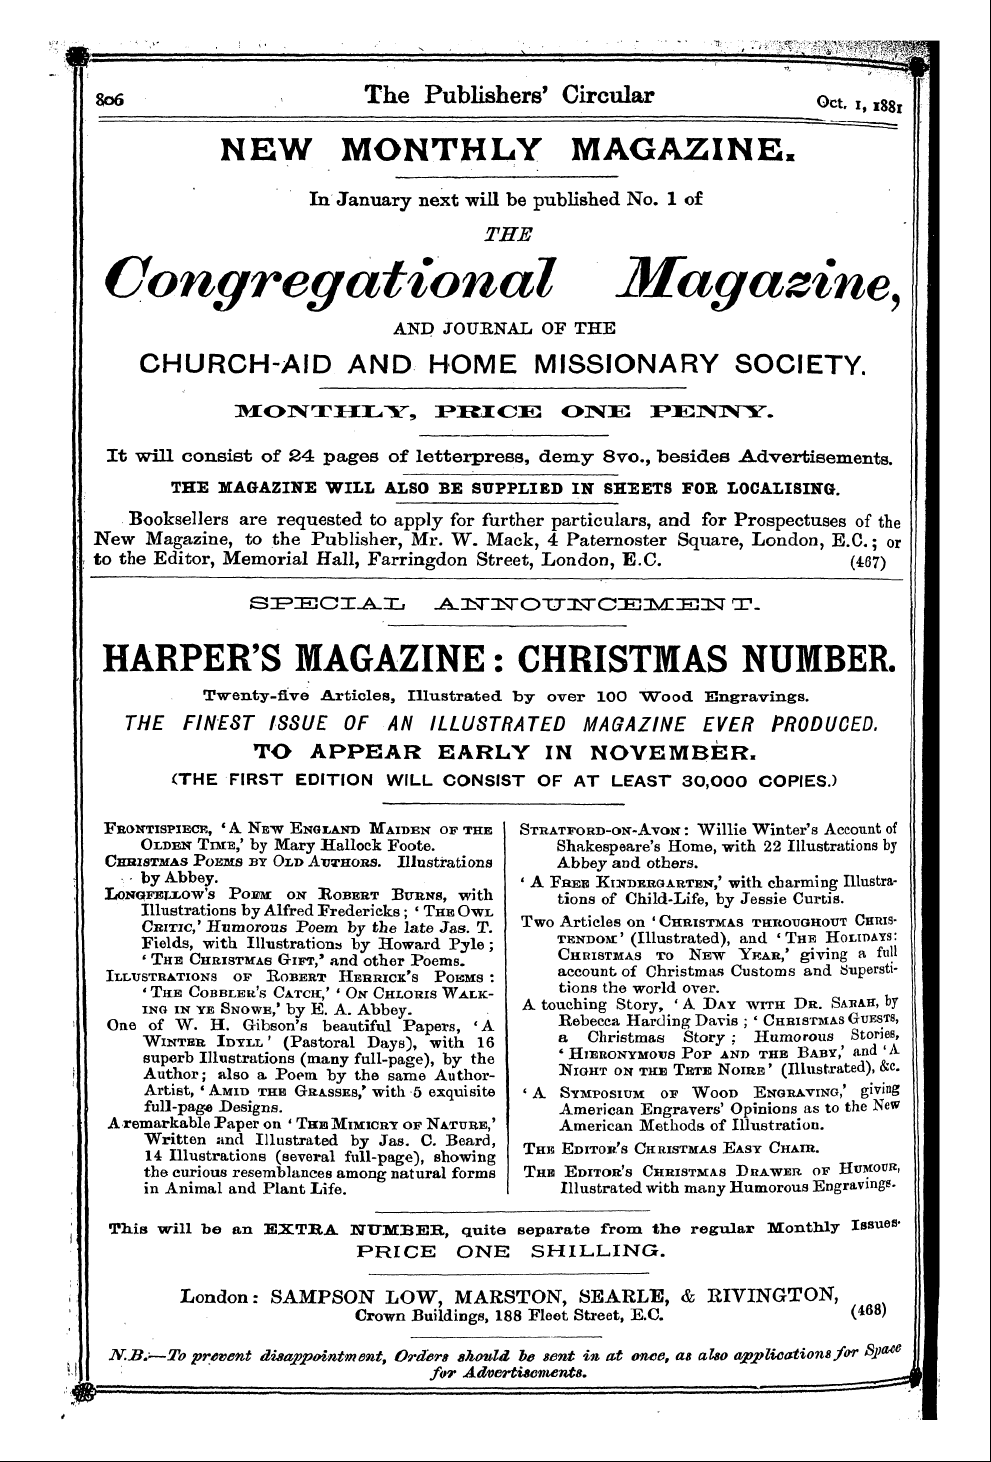 806 The Publishers' Circular Oct. 1, 1881
NEW MONTHLY MAGAZINE.
In January next will be published No. 1 of
THE
Congregational Magazine,
AND JOURNAL OF THE
CHURCH-AID AND HOME MISSIONARY SOCIETY.
MONTHLY, PRICE ONE PENNY.
It will consist of 24 pages of letterpress, demy 8vo., besides Advertisements.
THE MAGAZINE WILL ALSO BE SUPPLIED IN SHEETS FOR LOCALISING.
Booksellers are requested to apply for further particulars, and for Prospectuses of the
New Magazine, to the Publisher, Mr. W. Mack, 4 Paternoster Square, London, E.C.; or
to the Editor, Memorial Hall, Farringdon Street, London, E.C. (467)
SPECIAL ANNOUNCEMENT.
HARPER'S MAGAZINE: CHRISTMAS NUMBER.
Twenty-five Articles, Illustrated by over 100 Wood Engravings.
THE FINEST ISSUE OF AN ILLUSTRATED MAGAZINE EVER PRODUCED.
TO APPEAR EARLY IN NOVEMBER.
(THE FIRST EDITION WILL CONSIST OF AT LEAST 30,000 COPIES.)
FRONTISPIECE, 'A NEW ENGLAND MAIDEN OF THE
OLDEN TIME,' by Mary Hallock Foote.
CHRISTMAS POEMS BY OLD AUTHORS. Illustrations
by Abbey.
LONGFELLOW'S POEM ON ROBERT BURNS, with
Illustrations by Alfred Fredericks; 'THE OWL
CRITIC,' Humorous Poem by the late Jas. T.
Fields, with Illustrations by Howard Pyle;
'THE CHRISTMAS GIFT,' and other Poems.
ILLUSTRATIONS OF ROBERT HERRICK'S POEMS:
'THE COBBLER'S CATCH,' 'ON CHLORIS WALK-
ING IN YE SNOWE,' by E. A. Abbey.
One of W. H. Gibson's beautiful Papers, 'A
WINTER IDYLL' (Pastoral Days), with 16
superb Illustrations (many full-page), by the
Author; also a Poem by the same Author-
Artist, 'AMID THE GRASSES,' with 5 exquisite
full-page Designs.
A remarkable Paper on 'THE MIMICRY OF NATURE,'
Written and Illustrated by Jas. C. Beard,
14 Illustrations (several full-page), showing
the curious resemblances among natural forms
in Animal and Plant Life.
STRATFORD-ON-AVON: Willie Winter's Account of
Shakespeare's Home, with 22 Illustrations by
Abbey and others.
'A FREE KINDERGARTEN,' with charming Illustra-
tions of Child-Life, by Jessie Curtis.
Two Articles on 'CHRISTMAS THROUGHOUT CHRIS-
TENDOM' (Illustrated), and 'THE HOLIDAYS:
CHRISTMAS TO NEW YEAR,' giving a full
account of Christmas Customs and Supersti-
tions the world over.
A touching Story, 'A DAY WITH DR. SARAH, by
Rebecca Harding Davis; 'CHRISTMAS GUESTS,
a Christmas Story; Humorous Stories,
'HIERONYMOUS POP AND THE BABY,' and 'A
NIGHT ON THE TETE NOIRE' (Illustrated), &c.
'A SYMPOSIUM OF WOOD ENGRAVING,' giving
American Engravers' Opinions as to the New
American Methods of Illustration.
THE EDITOR'S CHRISTMAS EASY CHAIR.
THE EDITOR'S CHRISTMAS DRAWER OF HUMOUR,
Illustrated with many Humorous Engravings.
This will be an EXTRA NUMBER, quite separate from the regular Monthly Issues.
PRICE ONE SHILLING.
London: SAMPSON LOW, MARSTON, SEARLE, & RIVINGTON,
Crown Buildings, 188 Fleet Street, E.C. (468)
N.B.—To prevent disappointment, Orders should be sent in at once, as also applications for Space
for Advertisements.